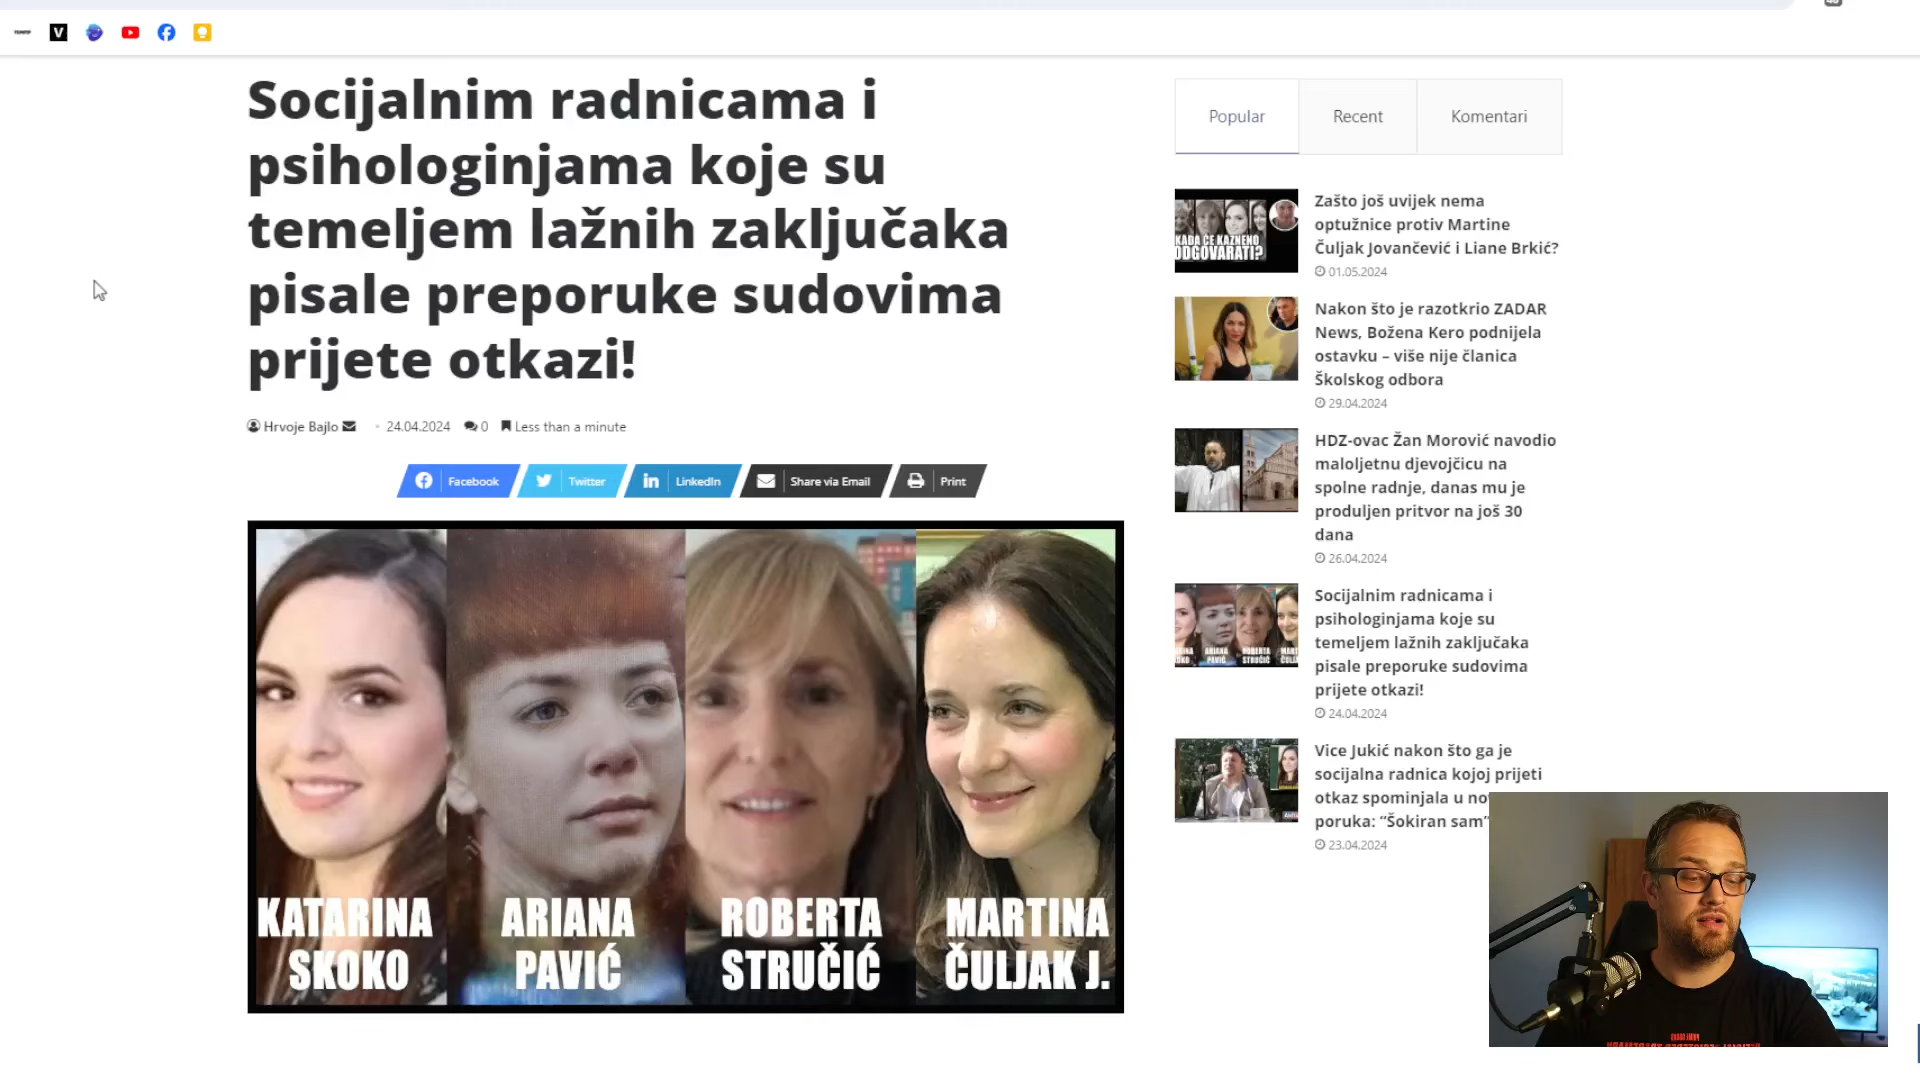 V
Socijalnim radnicama i
psihologinjama koje su
temeljem lažnih zaključaka
pisale preporuke sudovima
prijete otkazi!
Hrvoje Bajlo
24.04.2024
0
Less than a minute
Facebook
Twitter
LinkedIn
Share via Email
Print
KATARINA
SKOKO
ARIANA
PAVIĆ
ROBERTA
STRUČIĆ
MARTINA
ČULJAK J.
Popular
Recent
Komentari
KADA ĆE KAZNENO
ODGOVARATI?
Zašto još uvijek nema
optužnice protiv Martine
Čuljak Jovančević i Liane Brkić?
01.05.2024
Nakon što je razotkrio ZADAR
News, Božena Kero podnijela
ostavku – više nije članica
Školskog odbora
29.04.2024
HDZ-ovac Žan Morović navodio
maloljetnu djevojčicu na
spolne radnje, danas mu je
produljen pritvor na još 30
dana
26.04.2024
Socijalnim radnicama i
psihologinjama koje su
temeljem lažnih zaključaka
pisale preporuke sudovima
prijete otkazi!
24.04.2024
Vice Jukić nakon što ga je
socijalna radnica kojoj prijeti
otkaz spominjala u
poruka: “Šokiran sam”
23.04.2024